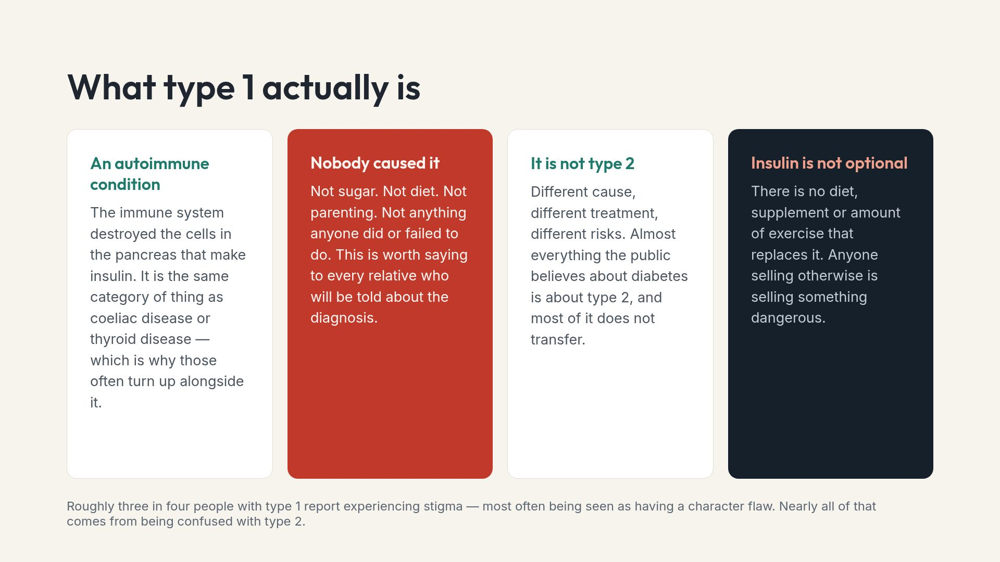 What type 1 actually is
An autoimmune
condition
The immune system
destroyed the cells in
the pancreas that make
insulin. It is the same
category of thing as
coeliac disease or
thyroid disease —
which is why those
often turn up alongside
it.
Nobody caused it
Not sugar. Not diet. Not
parenting. Not anything
anyone did or failed to
do. This is worth saying
to every relative who
will be told about the
diagnosis.
It is not type 2
Different cause,
different treatment,
different risks. Almost
everything the public
believes about diabetes
is about type 2, and
most of it does not
transfer.
Insulin is not optional
There is no diet,
supplement or amount
of exercise that
replaces it. Anyone
selling otherwise is
selling something
dangerous.
Roughly three in four people with type 1 report experiencing stigma — most often being seen as having a character flaw. Nearly all of that
comes from being confused with type 2.